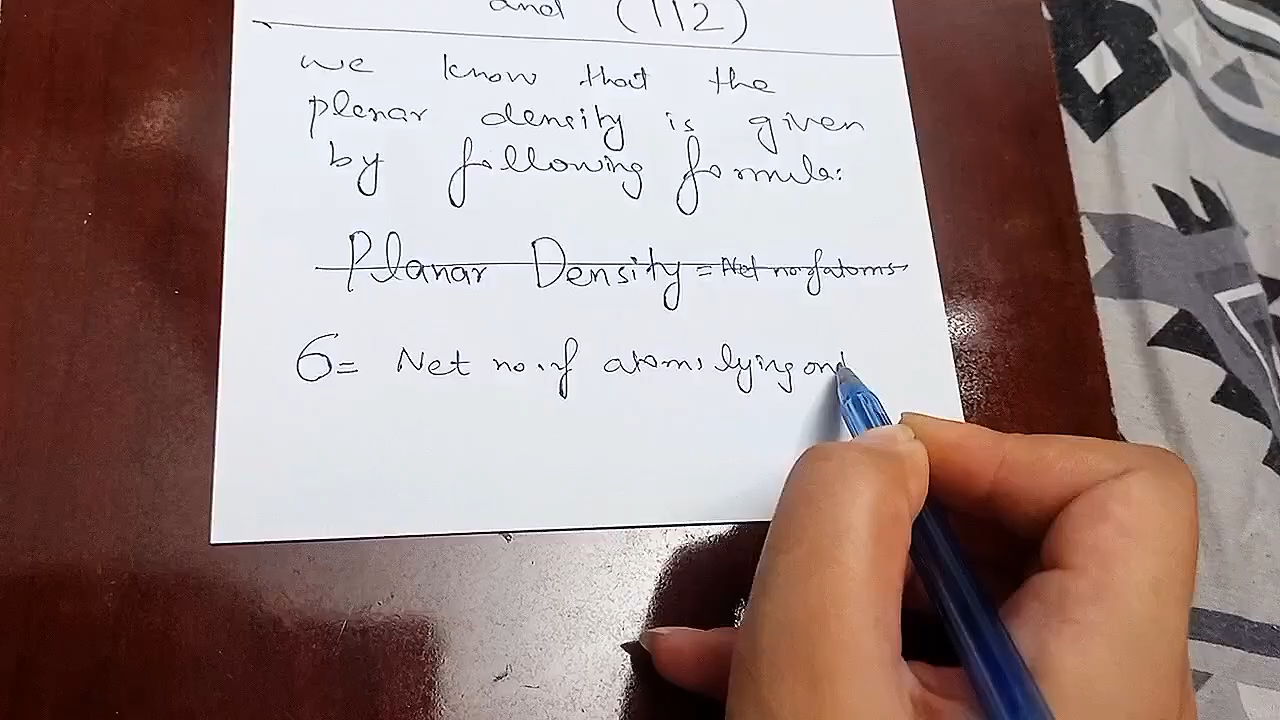 and (112)
we know that the
planar density is given
by following formula:
Planar Density = Net no. of atoms
6= Net no. of atoms lying on